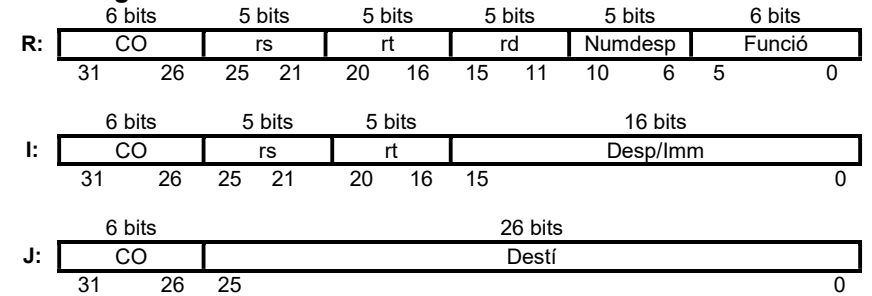 6 bits 5 bits 5 bits 5 bits 5 bits 6 bits
R: CO rs rt rd Numdesp Funció
31 26 25 21 20 16 15 11 10 6 5 0
6 bits 5 bits 5 bits 16 bits
I: CO rs rt Desp/Imm
31 26 25 21 20 16 15 0
6 bits 26 bits
J: CO Destí
31 26 25 0